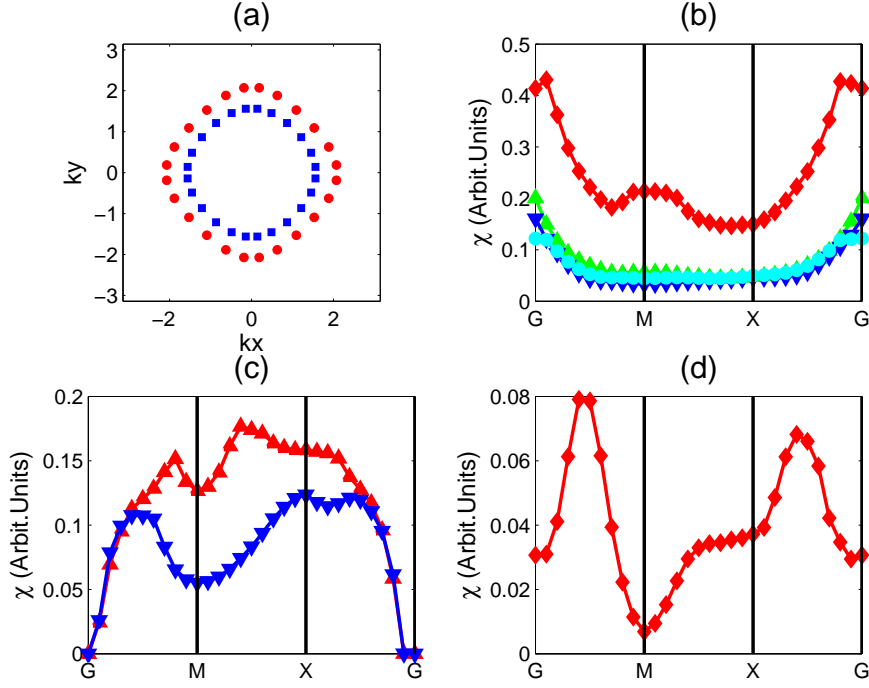 (a)
3
2
1
0
−1
−2
−3
ky
−2
0
2
kx
(b)
0.5
0.4
0.3
0.2
0.1
0
χ (Arbit.Units)
G
M
X
G
(c)
0.2
0.15
0.1
0.05
0
χ (Arbit.Units)
G
M
X
G
(d)
0.08
0.06
0.04
0.02
0
χ (Arbit.Units)
G
M
X
G